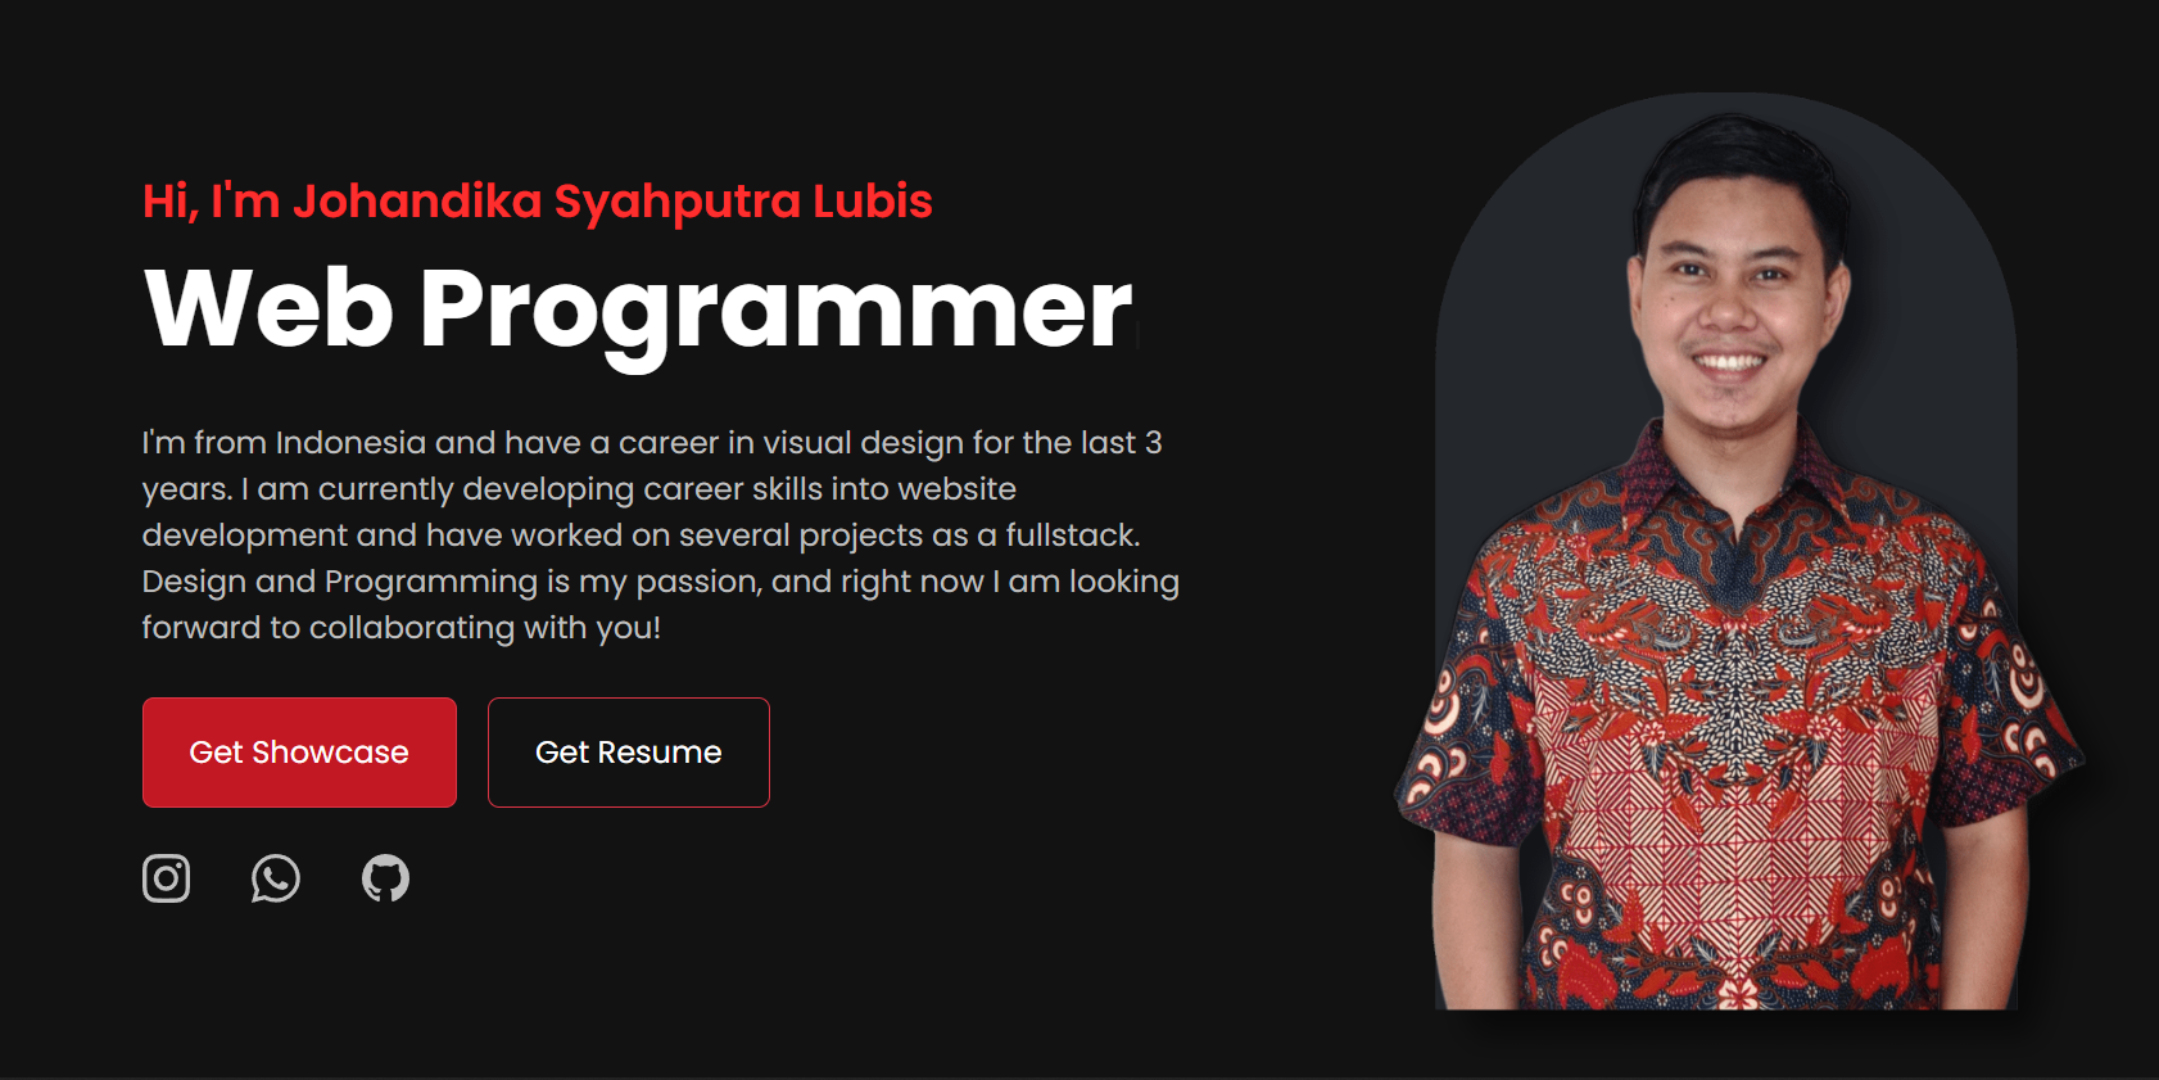 Hi, I'm Johandika Syahputra Lubis
Web Programmer
I'm from Indonesia and have a career in visual design for the last 3
years. I am currently developing career skills into website
development and have worked on several projects as a fullstack.
Design and Programming is my passion, and right now I am looking
forward to collaborating with you!
Get Showcase
Get Resume